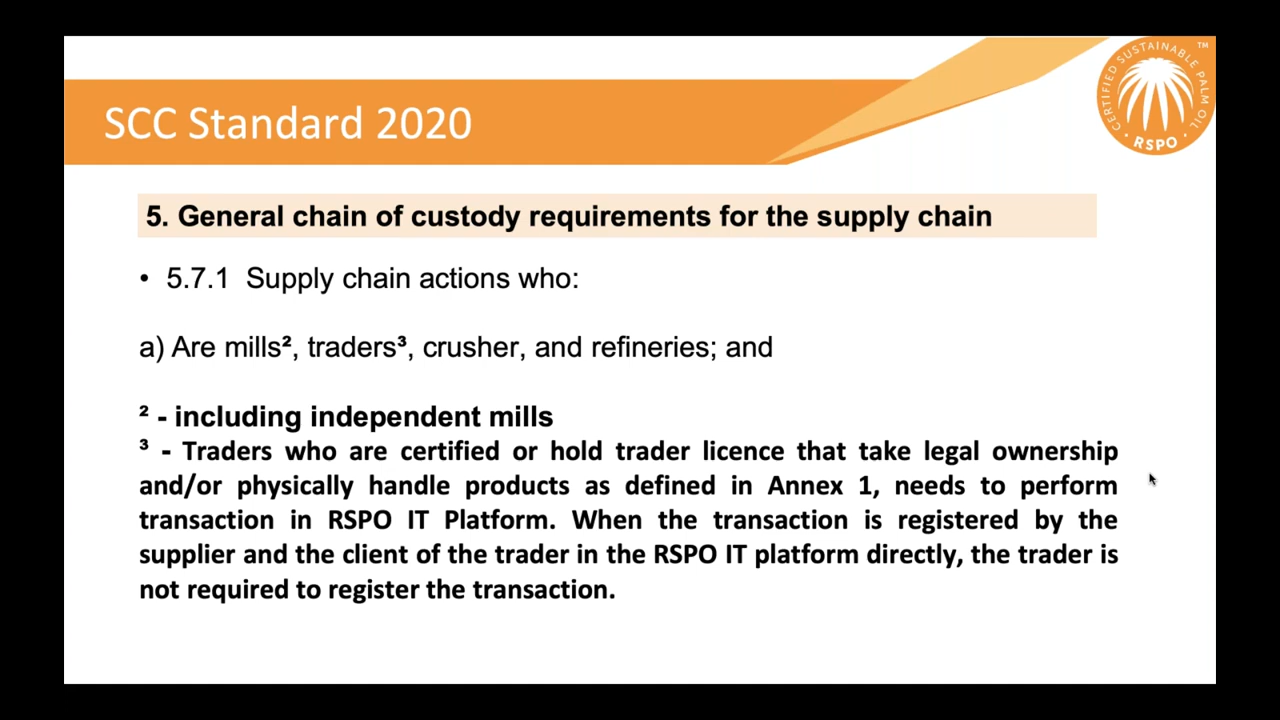 SCC Standard 2020
CERTIFIED SUSTAINABLE PALM OIL ™
· RSPO ·
5. General chain of custody requirements for the supply chain
• 5.7.1 Supply chain actions who:
a) Are mills², traders³, crusher, and refineries; and
² - including independent mills
³ - Traders who are certified or hold trader licence that take legal ownership
and/or physically handle products as defined in Annex 1, needs to perform
transaction in RSPO IT Platform. When the transaction is registered by the
supplier and the client of the trader in the RSPO IT platform directly, the trader is
not required to register the transaction.